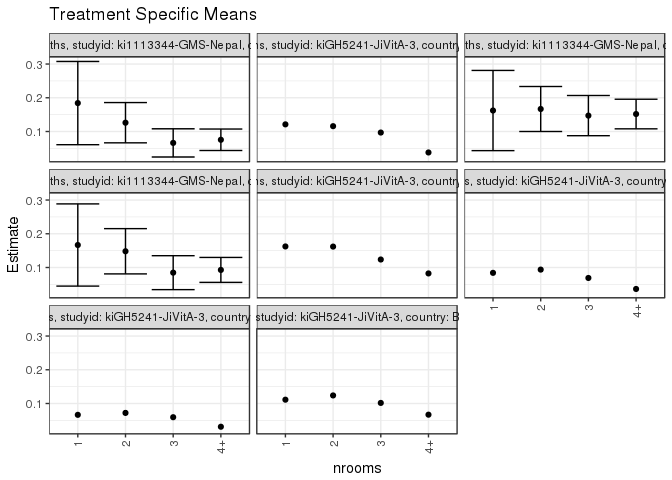 Treatment Specific Means
ths, studyid: ki1113344-GMS-Nepal,
studyid: kiGH5241-JiVitA-3, country
ths, studyid: ki1113344-GMS-Nepal,
0.3
0.2
0.1
ths, studyid: ki1113344-GMS-Nepal,
studyid: kiGH5241-JiVitA-3, country
s, studyid: kiGH5241-JiVitA-3, country
0.3
0.2
0.1
1
2
3
4+
s, studyid: kiGH5241-JiVitA-3, country
studyid: kiGH5241-JiVitA-3, country: B
0.3
0.2
0.1
1
2
3
4+
1
2
3
4+
Estimate
nrooms